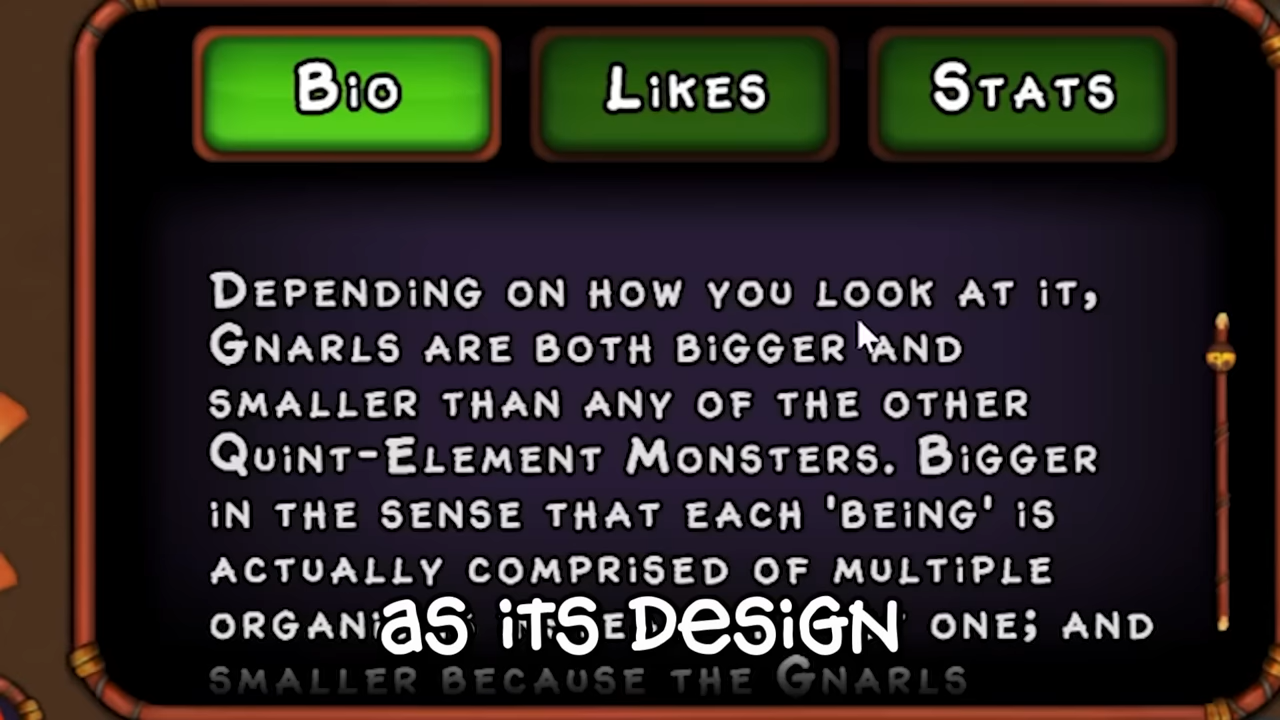 Bio
Likes
Stats
Depending on how you look at it,
Gnarls are both bigger and
smaller than any of the other
Quint-Element Monsters. Bigger
in the sense that each 'being' is
actually comprised of multiple
one; and
as its design
smaller because the Gnarls